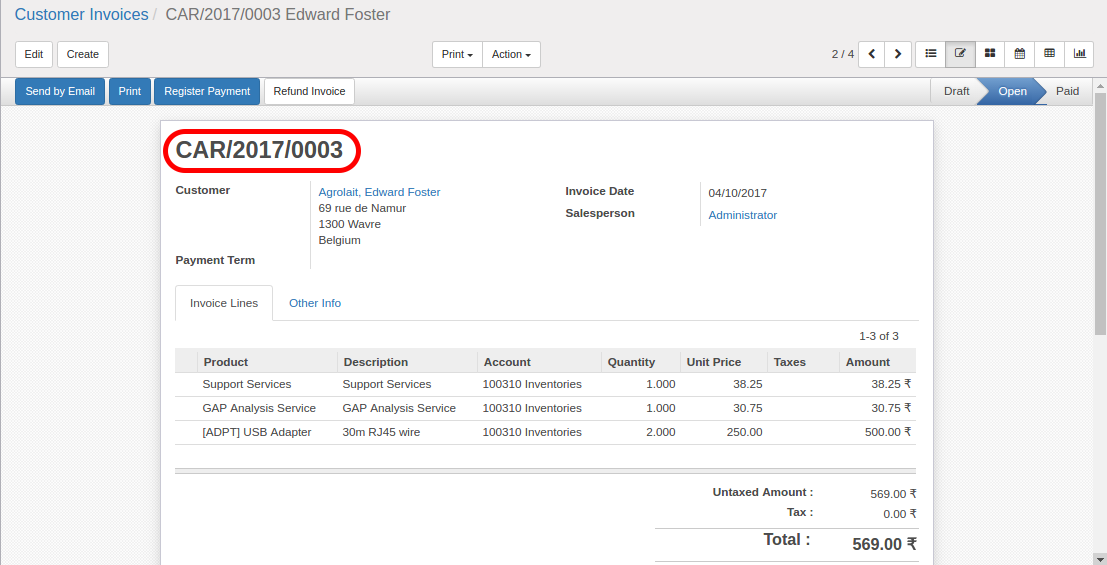 Customer Invoices / CAR/2017/0003 Edward Foster
Edit Create Print Action 2 / 4
Send by Email Print Register Payment Refund Invoice Draft Open Paid
CAR/2017/0003
Customer Agrolait, Edward Foster Invoice Date 04/10/2017
69 rue de Namur Salesperson Administrator
1300 Wavre
Belgium
Payment Term
Invoice Lines Other Info
1-3 of 3
Product Description Account Quantity Unit Price Taxes Amount
Support Services Support Services 100310 Inventories 1.000 38.25 38.25 ₹
GAP Analysis Service GAP Analysis Service 100310 Inventories 1.000 30.75 30.75 ₹
[ADPT] USB Adapter 30m RJ45 wire 100310 Inventories 2.000 250.00 500.00 ₹
Untaxed Amount : 569.00 ₹
Tax : 0.00 ₹
Total : 569.00 ₹